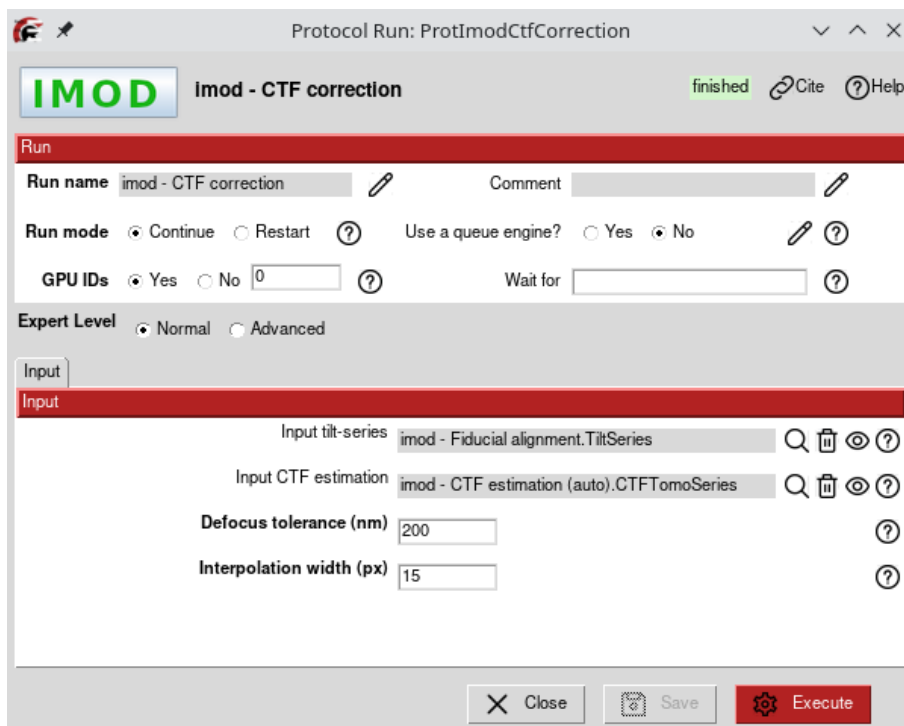 Protocol Run: ProtImodCtfCorrection
IMOD imod - CTF correction finished Cite Help
Run
Run name imod - CTF correction Comment
Run mode Continue Restart Use a queue engine? Yes No
GPU IDs Yes No 0 Wait for
Expert Level Normal Advanced
Input
Input
Input tilt-series imod - Fiducial alignment.TiltSeries
Input CTF estimation imod - CTF estimation (auto).CTFTomoSeries
Defocus tolerance (nm) 200
Interpolation width (px) 15
Close Save Execute